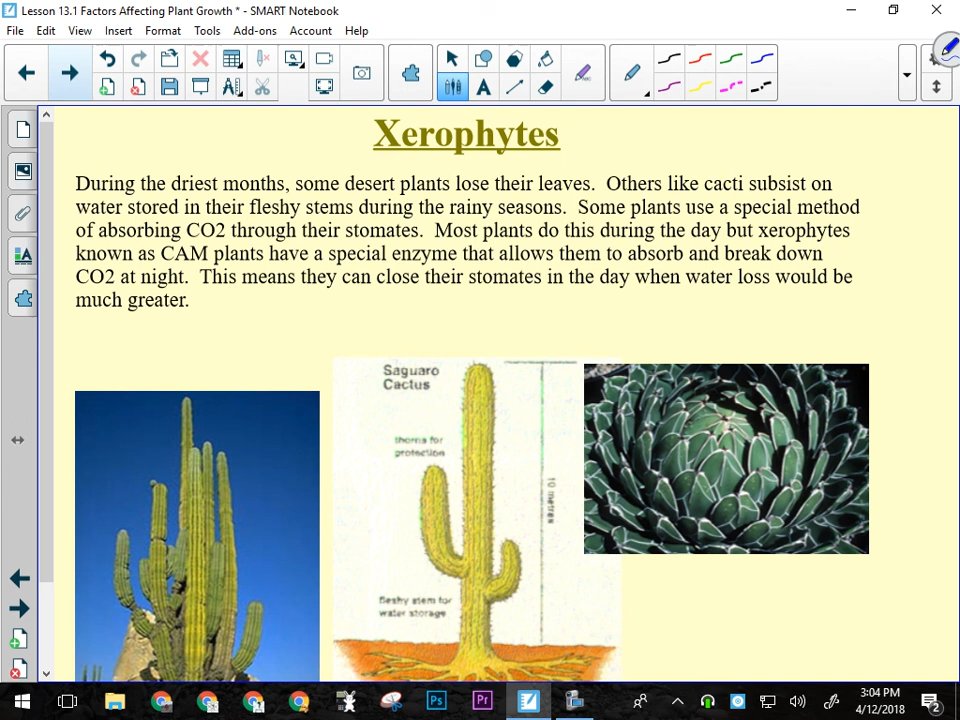 Lesson 13.1 Factors Affecting Plant Growth * - SMART Notebook
File Edit View Insert Format Tools Add-ons Account Help
Xerophytes
During the driest months, some desert plants lose their leaves. Others like cacti subsist on
water stored in their fleshy stems during the rainy seasons. Some plants use a special method
of absorbing CO2 through their stomates. Most plants do this during the day but xerophytes
known as CAM plants have a special enzyme that allows them to absorb and break down
CO2 at night. This means they can close their stomates in the day when water loss would be
much greater.
Saguaro
Cactus
thorns for
protection
10 metres
fleshy stem for
water storage
Ps
Pr
3:04 PM
4/12/2018
2